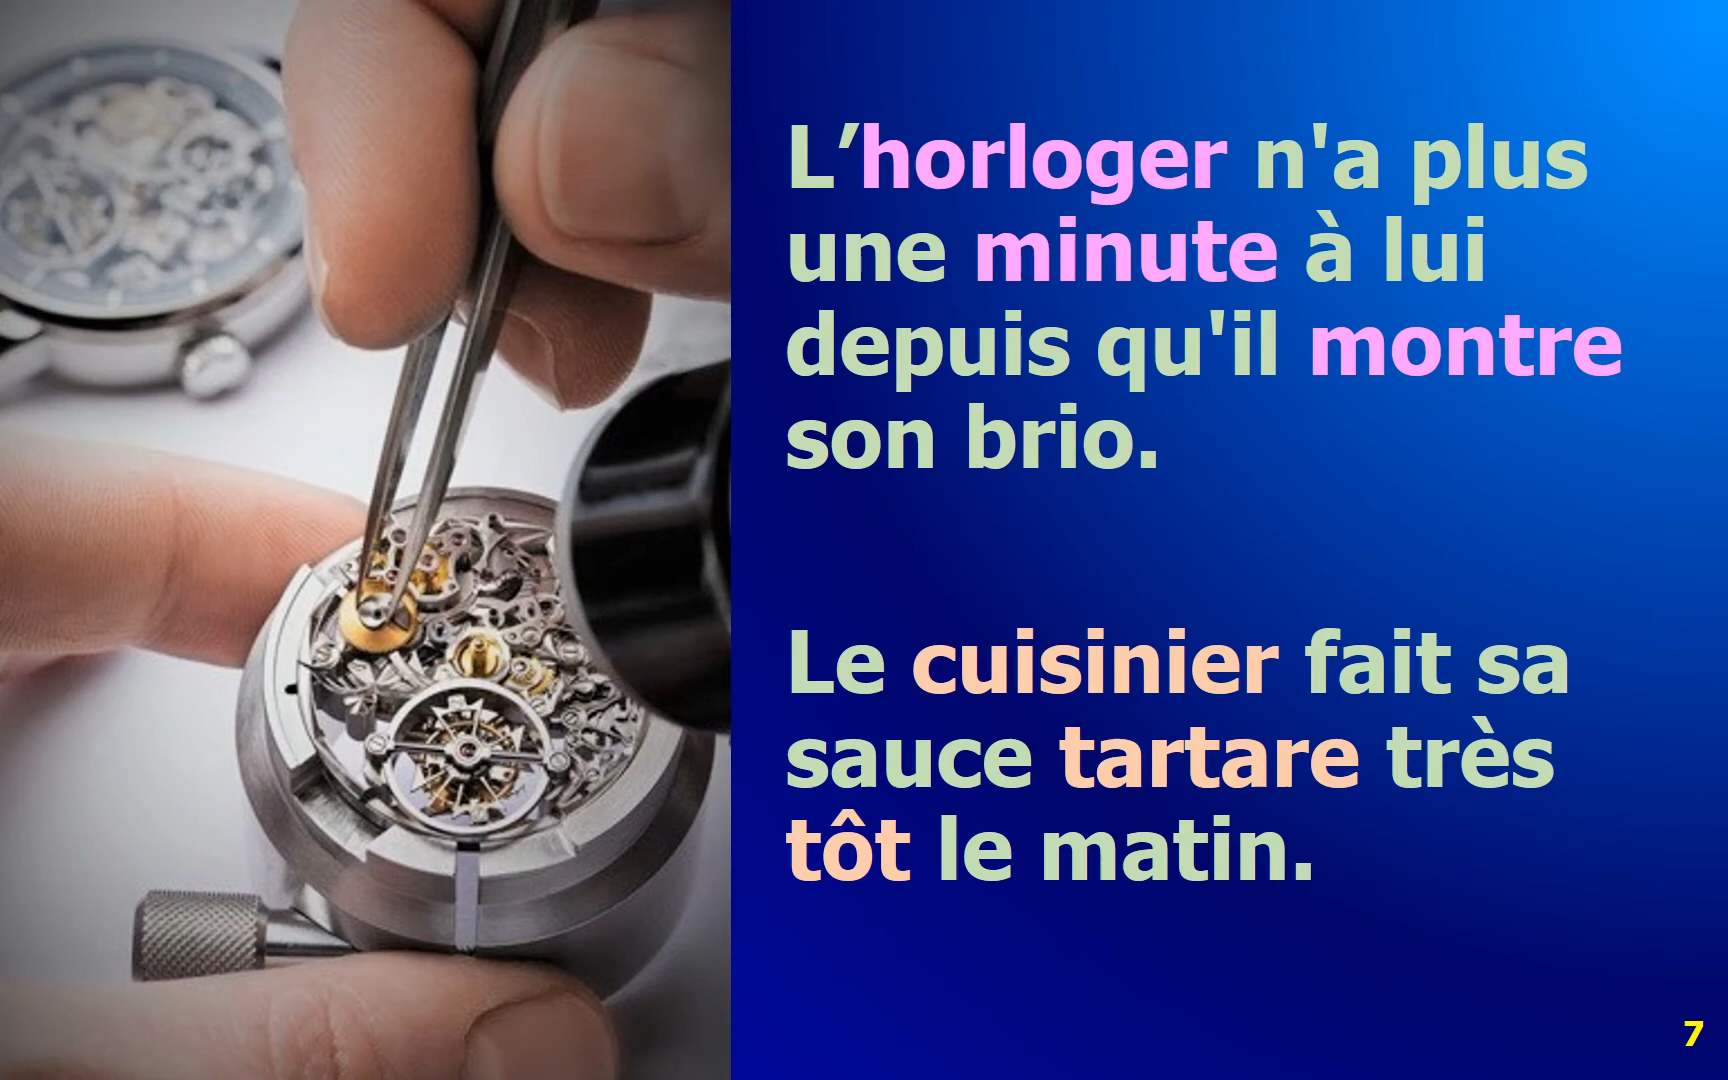 L’horloger n'a plus
une minute à lui
depuis qu'il montre
son brio.
Le cuisinier fait sa
sauce tartare très
tôt le matin.
7